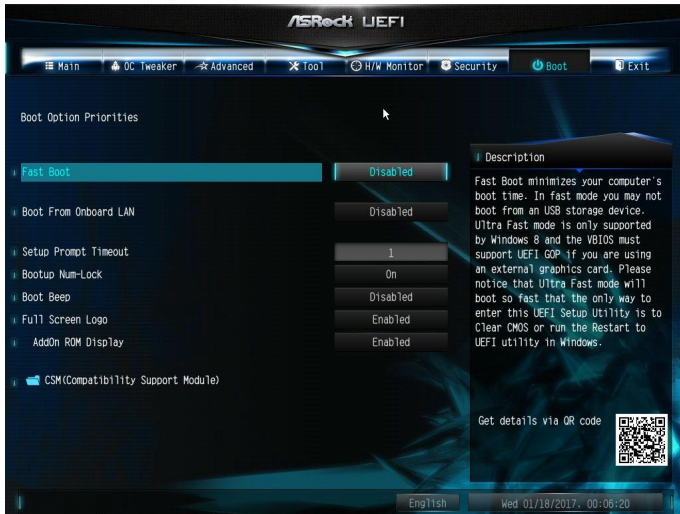 ASRock UEFI
Main OC Tweaker Advanced Tool H/W Monitor Security Boot Exit
Boot Option Priorities
Fast Boot Disabled
Boot From Onboard LAN Disabled
Setup Prompt Timeout 1
Bootup Num-Lock On
Boot Beep Disabled
Full Screen Logo Enabled
AddOn ROM Display Enabled
CSM(Compatibility Support Module)
Description
Fast Boot minimizes your computer's
boot time. In fast mode you may not
boot from an USB storage device.
Ultra Fast mode is only supported
by Windows 8 and the VBIOS must
support UEFI GOP if you are using
an external graphics card. Please
notice that Ultra Fast mode will
boot so fast that the only way to
enter this UEFI Setup Utility is to
Clear CMOS or run the Restart to
UEFI utility in Windows.
Get details via QR code
English Wed 01/18/2017. 00:06:20